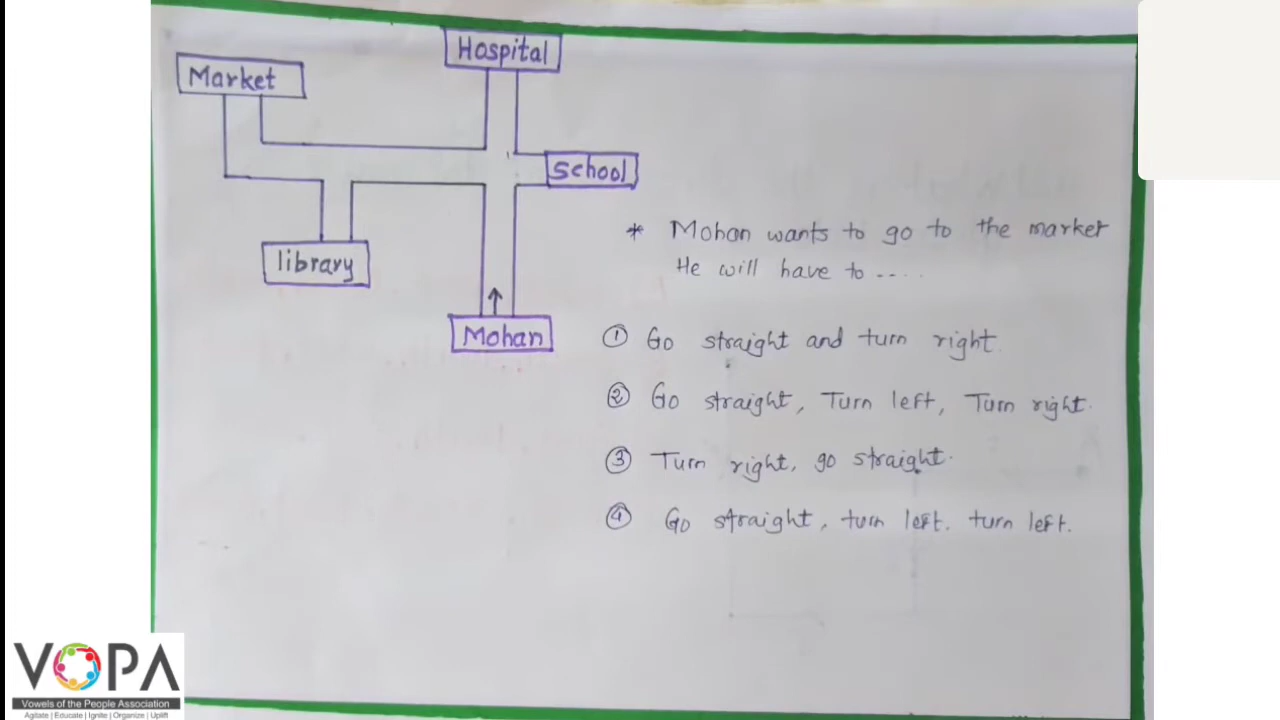 Hospital
Market
School
library
Mohan
* Mohan wants to go to the market
He will have to ----
① Go straight and turn right.
② Go straight, Turn left, Turn right.
③ Turn right, go straight.
④ Go straight, turn left. turn left.
VOPA
Vowels of the People Association
Agitate | Educate | Ignite | Organize | Uplift